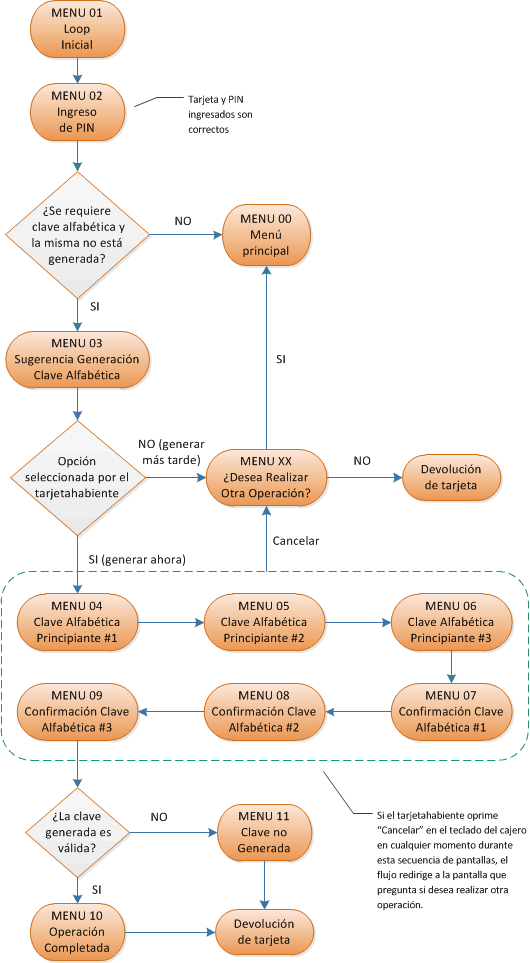 MENU 01
Loop
Inicial
MENU 02
Ingreso
de PIN
Tarjeta y PIN
ingresados son
correctos
¿Se requiere
clave alfabética y
la misma no está
generada?
NO
MENU 00
Menú
principal
SI
MENU 03
Sugerencia Generación
Clave Alfabética
SI
Opción
seleccionada por el
tarjetahabiente
NO (generar
más tarde)
MENU XX
¿Desea Realizar
Otra Operación?
NO
Devolución
de tarjeta
Cancelar
SI (generar ahora)
MENU 04
Clave Alfabética
Principiante #1
MENU 05
Clave Alfabética
Principiante #2
MENU 06
Clave Alfabética
Principiante #3
MENU 09
Confirmación Clave
Alfabética #3
MENU 08
Confirmación Clave
Alfabética #2
MENU 07
Confirmación Clave
Alfabética #1
¿La clave
generada es
válida?
NO
MENU 11
Clave no
Generada
Si el tarjetahabiente oprime
“Cancelar” en el teclado del cajero
en cualquier momento durante
esta secuencia de pantallas, el
flujo redirige a la pantalla que
pregunta si desea realizar otra
operación.
SI
MENU 10
Operación
Completada
Devolución
de tarjeta